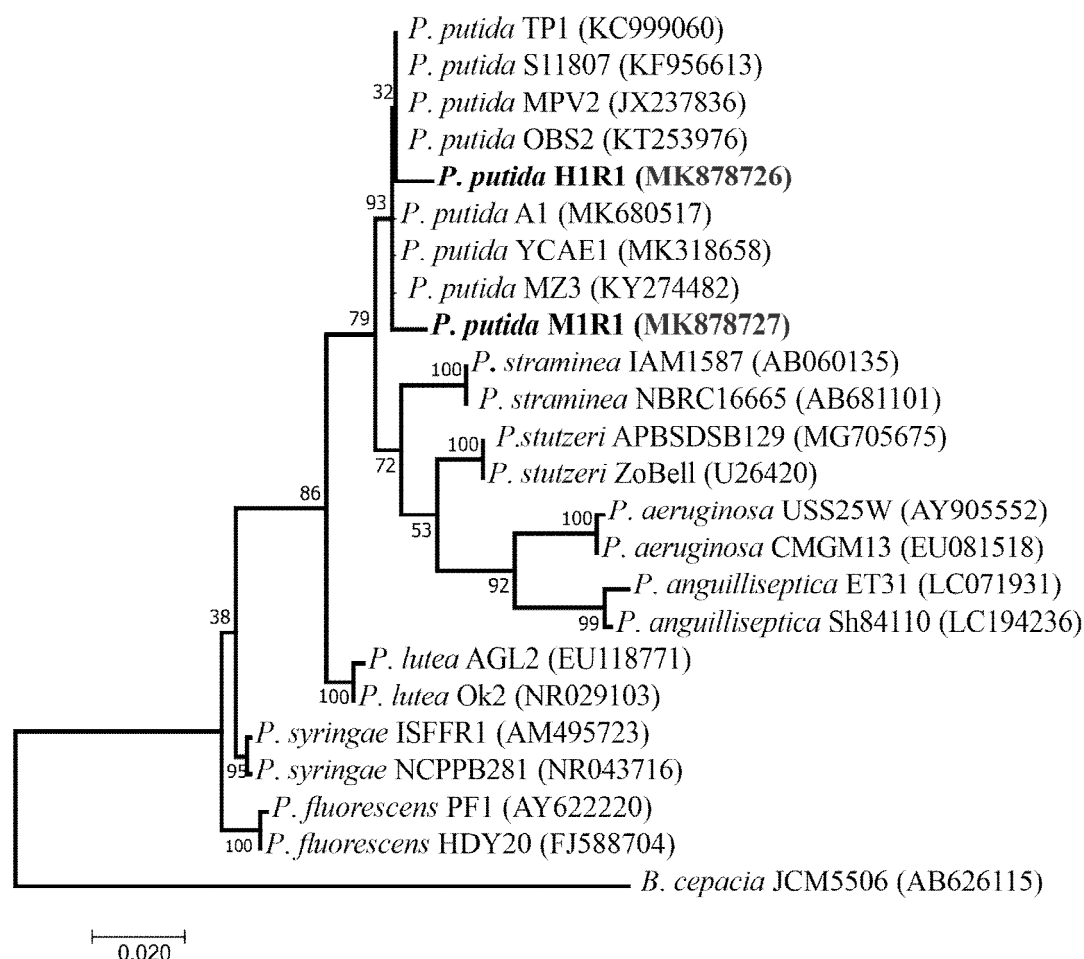 P. putida TP1 (KC999060)
P. putida S11807 (KF956613)
32
P. putida MPV2 (JX237836)
P. putida OBS2 (KT253976)
P. putida H1R1 (MK878726)
93
P. putida A1 (MK680517)
P. putida YCAE1 (MK318658)
P. putida MZ3 (KY274482)
79
P. putida M1R1 (MK878727)
P. straminea IAM1587 (AB060135)
100
P. straminea NBRC16665 (AB681101)
P.stutzeri APBSDSB129 (MG705675)
100
72
P. stutzeri ZoBell (U26420)
86
P. aeruginosa USS25W (AY905552)
100
53
P. aeruginosa CMGM13 (EU081518)
92
P. anguilliseptica ET31 (LC071931)
38
99
P. anguilliseptica Sh84110 (LC194236)
P. lutea AGL2 (EU118771)
100
P. lutea Ok2 (NR029103)
P. syringae ISFFR1 (AM495723)
95
P. syringae NCPPB281 (NR043716)
P. fluorescens PF1 (AY622220)
100
P. fluorescens HDY20 (FJ588704)
B. cepacia JCM5506 (AB626115)
0.020